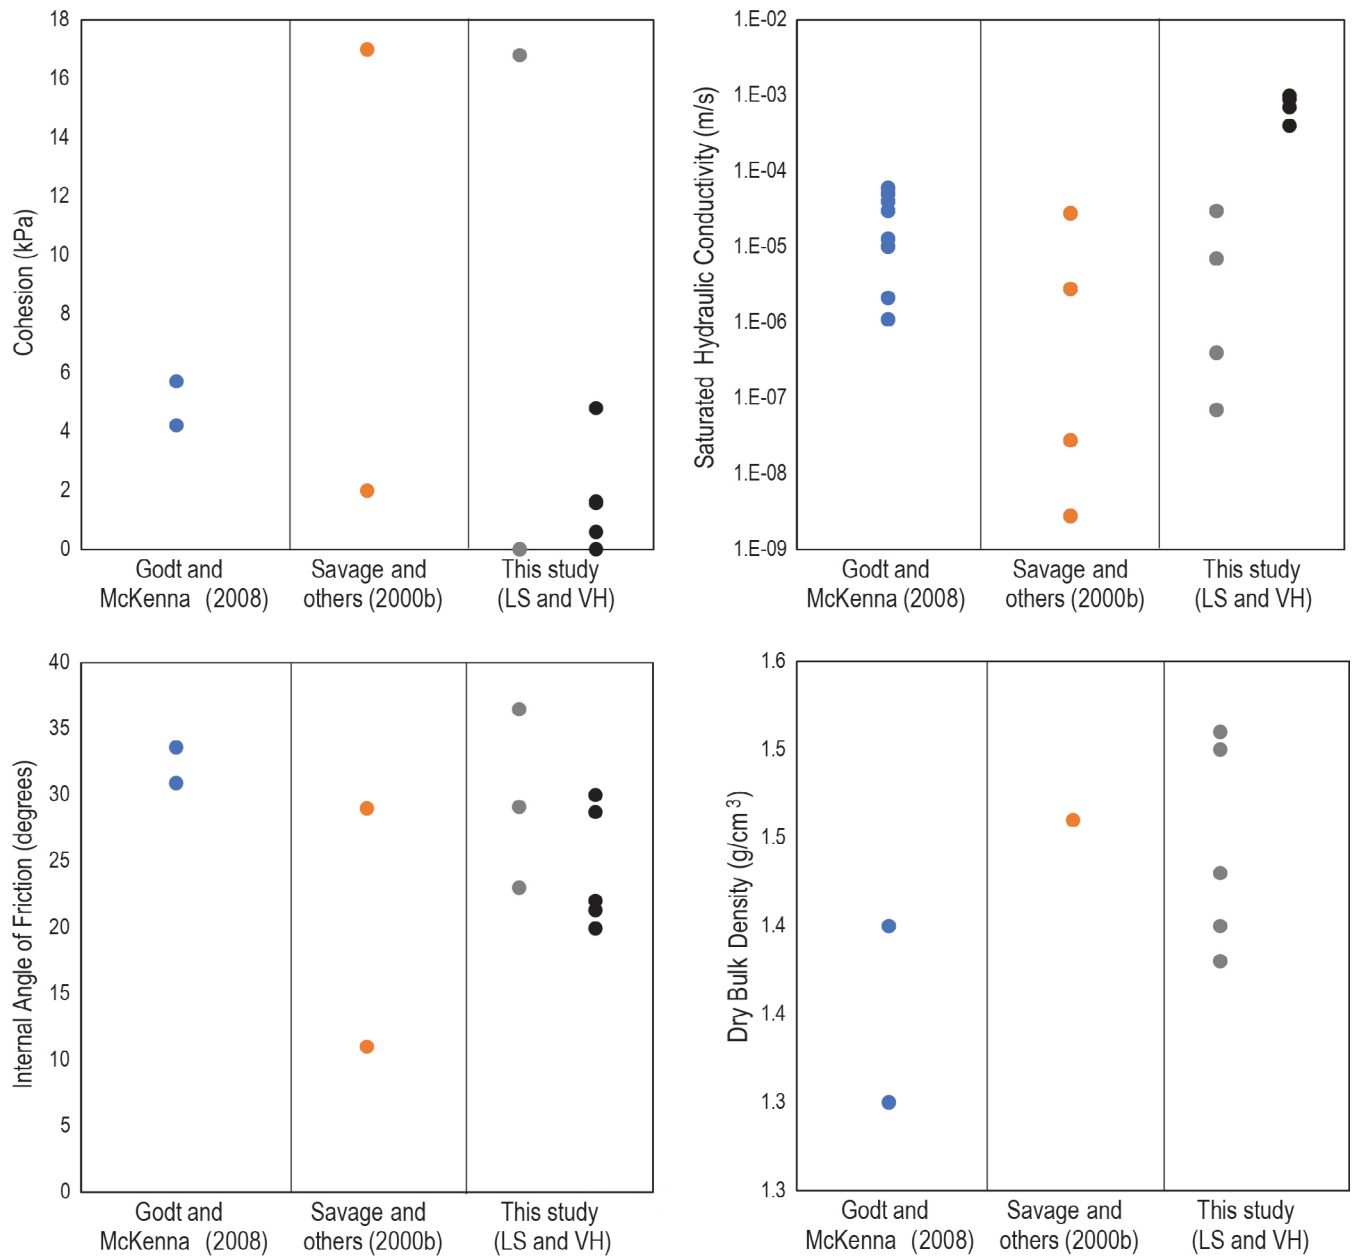 Cohesion (kPa)
18
16
14
12
10
8
6
4
2
0
Godt and
McKenna (2008)
Savage and
others (2000b)
This study
(LS and VH)
Saturated Hydraulic Conductivity (m/s)
1.E-02
1.E-03
1.E-04
1.E-05
1.E-06
1.E-07
1.E-08
1.E-09
Godt and
McKenna (2008)
Savage and
others (2000b)
This study
(LS and VH)
Internal Angle of Friction (degrees)
40
35
30
25
20
15
10
5
0
Godt and
McKenna (2008)
Savage and
others (2000b)
This study
(LS and VH)
Dry Bulk Density (g/cm³)
1.6
1.5
1.5
1.4
1.4
1.3
1.3
Godt and
McKenna (2008)
Savage and
others (2000b)
This study
(LS and VH)